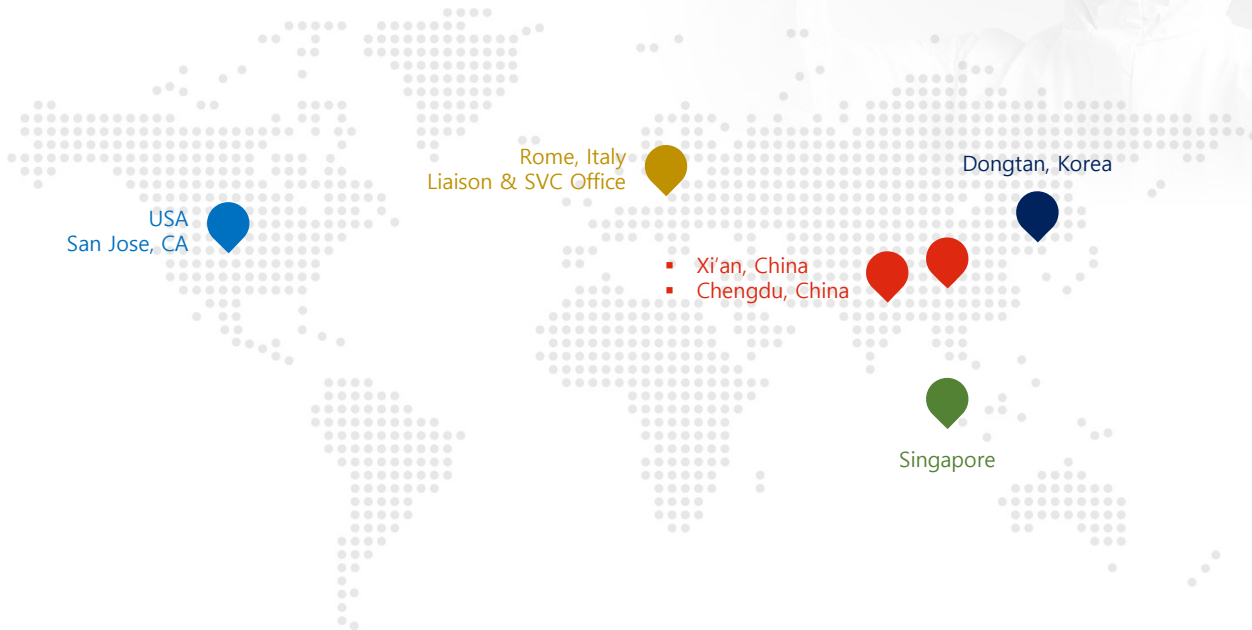 Rome, Italy
Liaison & SVC Office
Dongtan, Korea
USA
San Jose, CA
▪ Xi'an, China
▪ Chengdu, China
Singapore